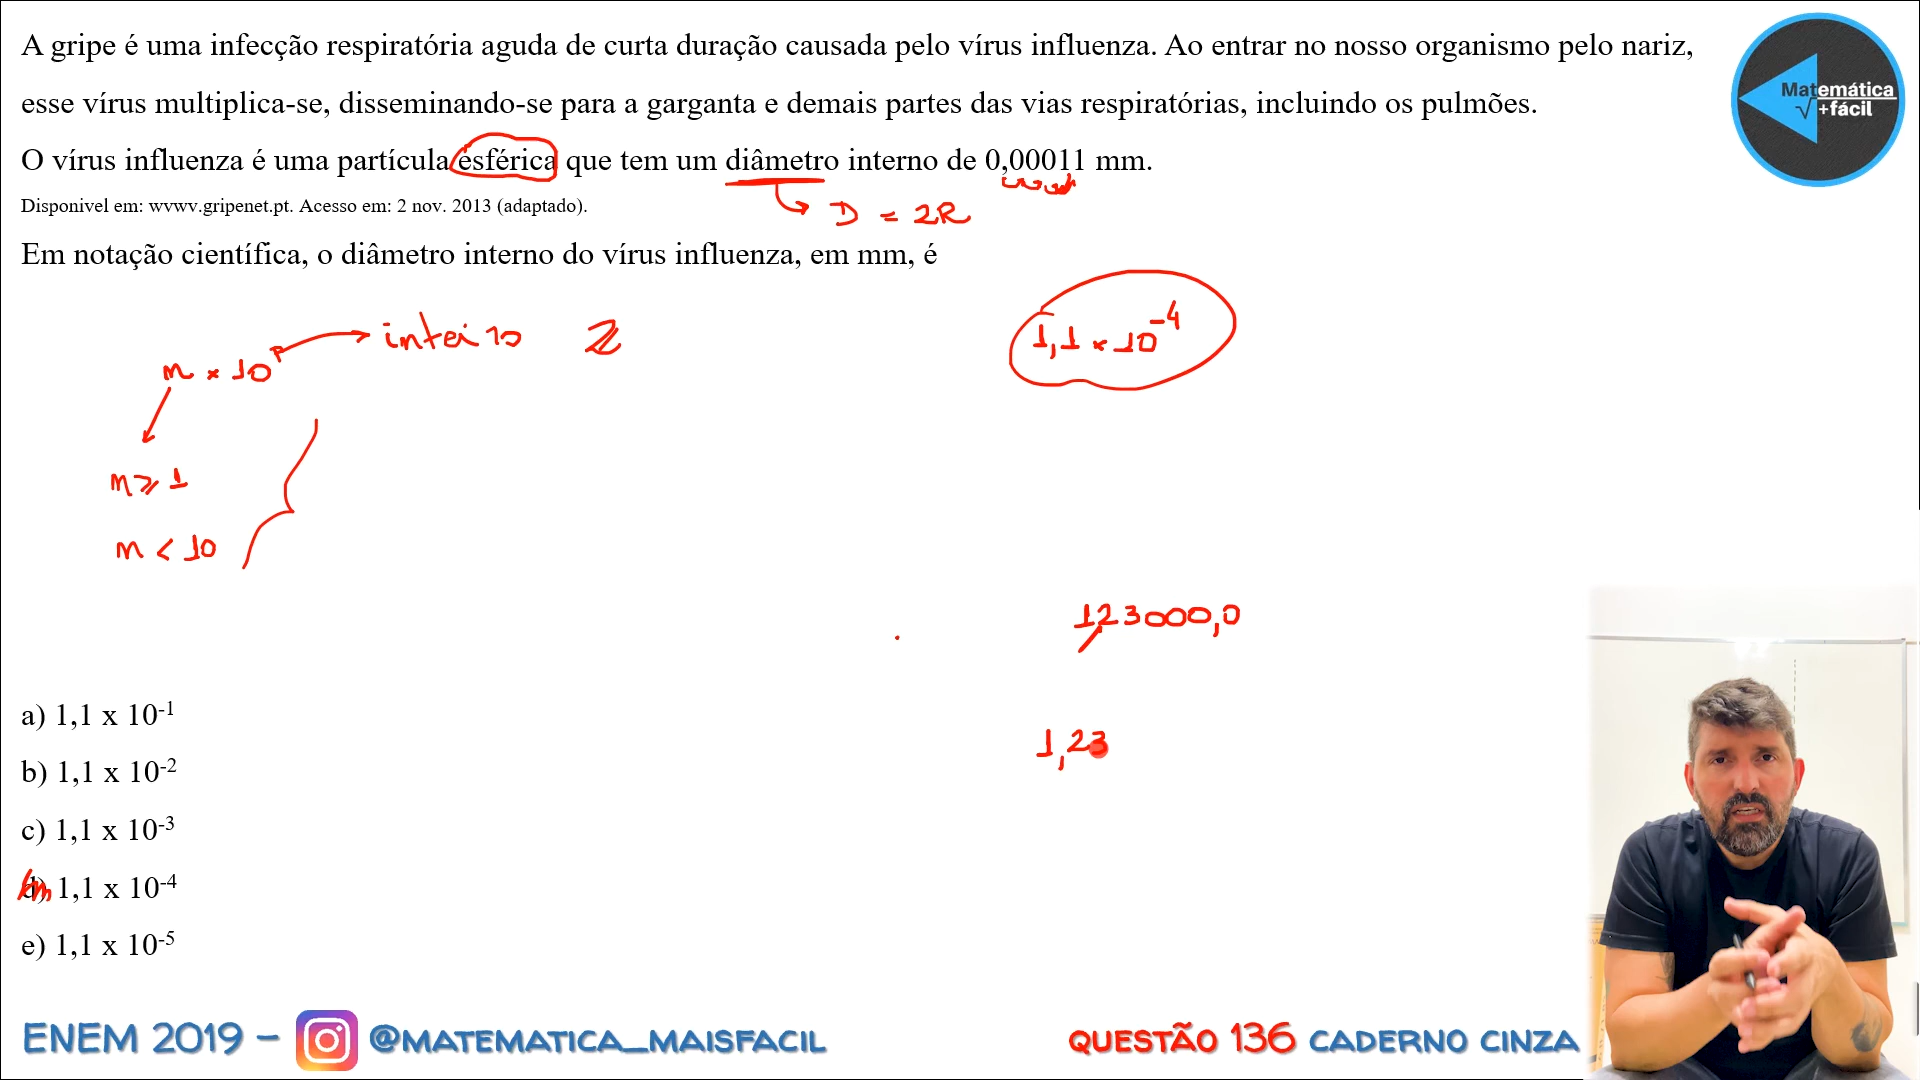 A gripe é uma infecção respiratória aguda de curta duração causada pelo vírus influenza. Ao entrar no nosso organismo pelo nariz,
esse vírus multiplica-se, disseminando-se para a garganta e demais partes das vias respiratórias, incluindo os pulmões.
O vírus influenza é uma partícula esférica que tem um diâmetro interno de 0,00011 mm.
Disponivel em: wwww.gripenet.pt. Acesso em: 2 nov. 2013 (adaptado).
D = 2R
Em notação científica, o diâmetro interno do vírus influenza, em mm, é
Matemática
√ +fácil
inteiro ℤ
m × 10^p
1,1 × 10^-4
m ⩾ 1
m < 10
1,23000,0
1,23
a) 1,1 x 10^-1
b) 1,1 x 10^-2
c) 1,1 x 10^-3
d) 1,1 x 10^-4
e) 1,1 x 10^-5
ENEM 2019 - @MATEMATICA_MAISFACIL
QUESTÃO 136 CADERNO CINZA